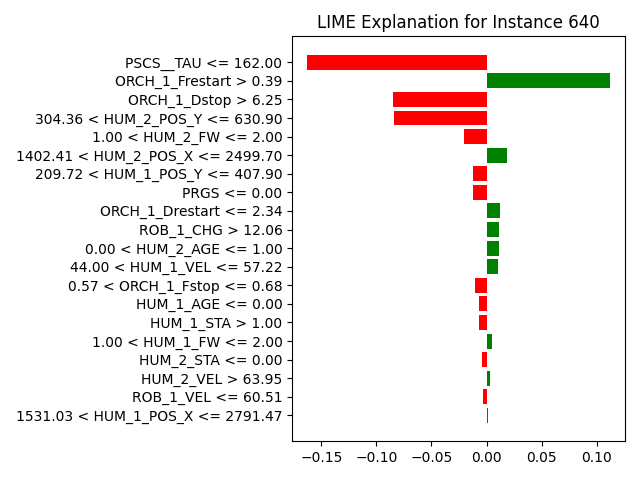 LIME Explanation for Instance 640
PSCS__TAU <= 162.00
ORCH_1_Frestart > 0.39
ORCH_1_Dstop > 6.25
304.36 < HUM_2_POS_Y <= 630.90
1.00 < HUM_2_FW <= 2.00
1402.41 < HUM_2_POS_X <= 2499.70
209.72 < HUM_1_POS_Y <= 407.90
PRGS <= 0.00
ORCH_1_Drestart <= 2.34
ROB_1_CHG > 12.06
0.00 < HUM_2_AGE <= 1.00
44.00 < HUM_1_VEL <= 57.22
0.57 < ORCH_1_Fstop <= 0.68
HUM_1_AGE <= 0.00
HUM_1_STA > 1.00
1.00 < HUM_1_FW <= 2.00
HUM_2_STA <= 0.00
HUM_2_VEL > 63.95
ROB_1_VEL <= 60.51
1531.03 < HUM_1_POS_X <= 2791.47
−0.15 −0.10 −0.05 0.00 0.05 0.10